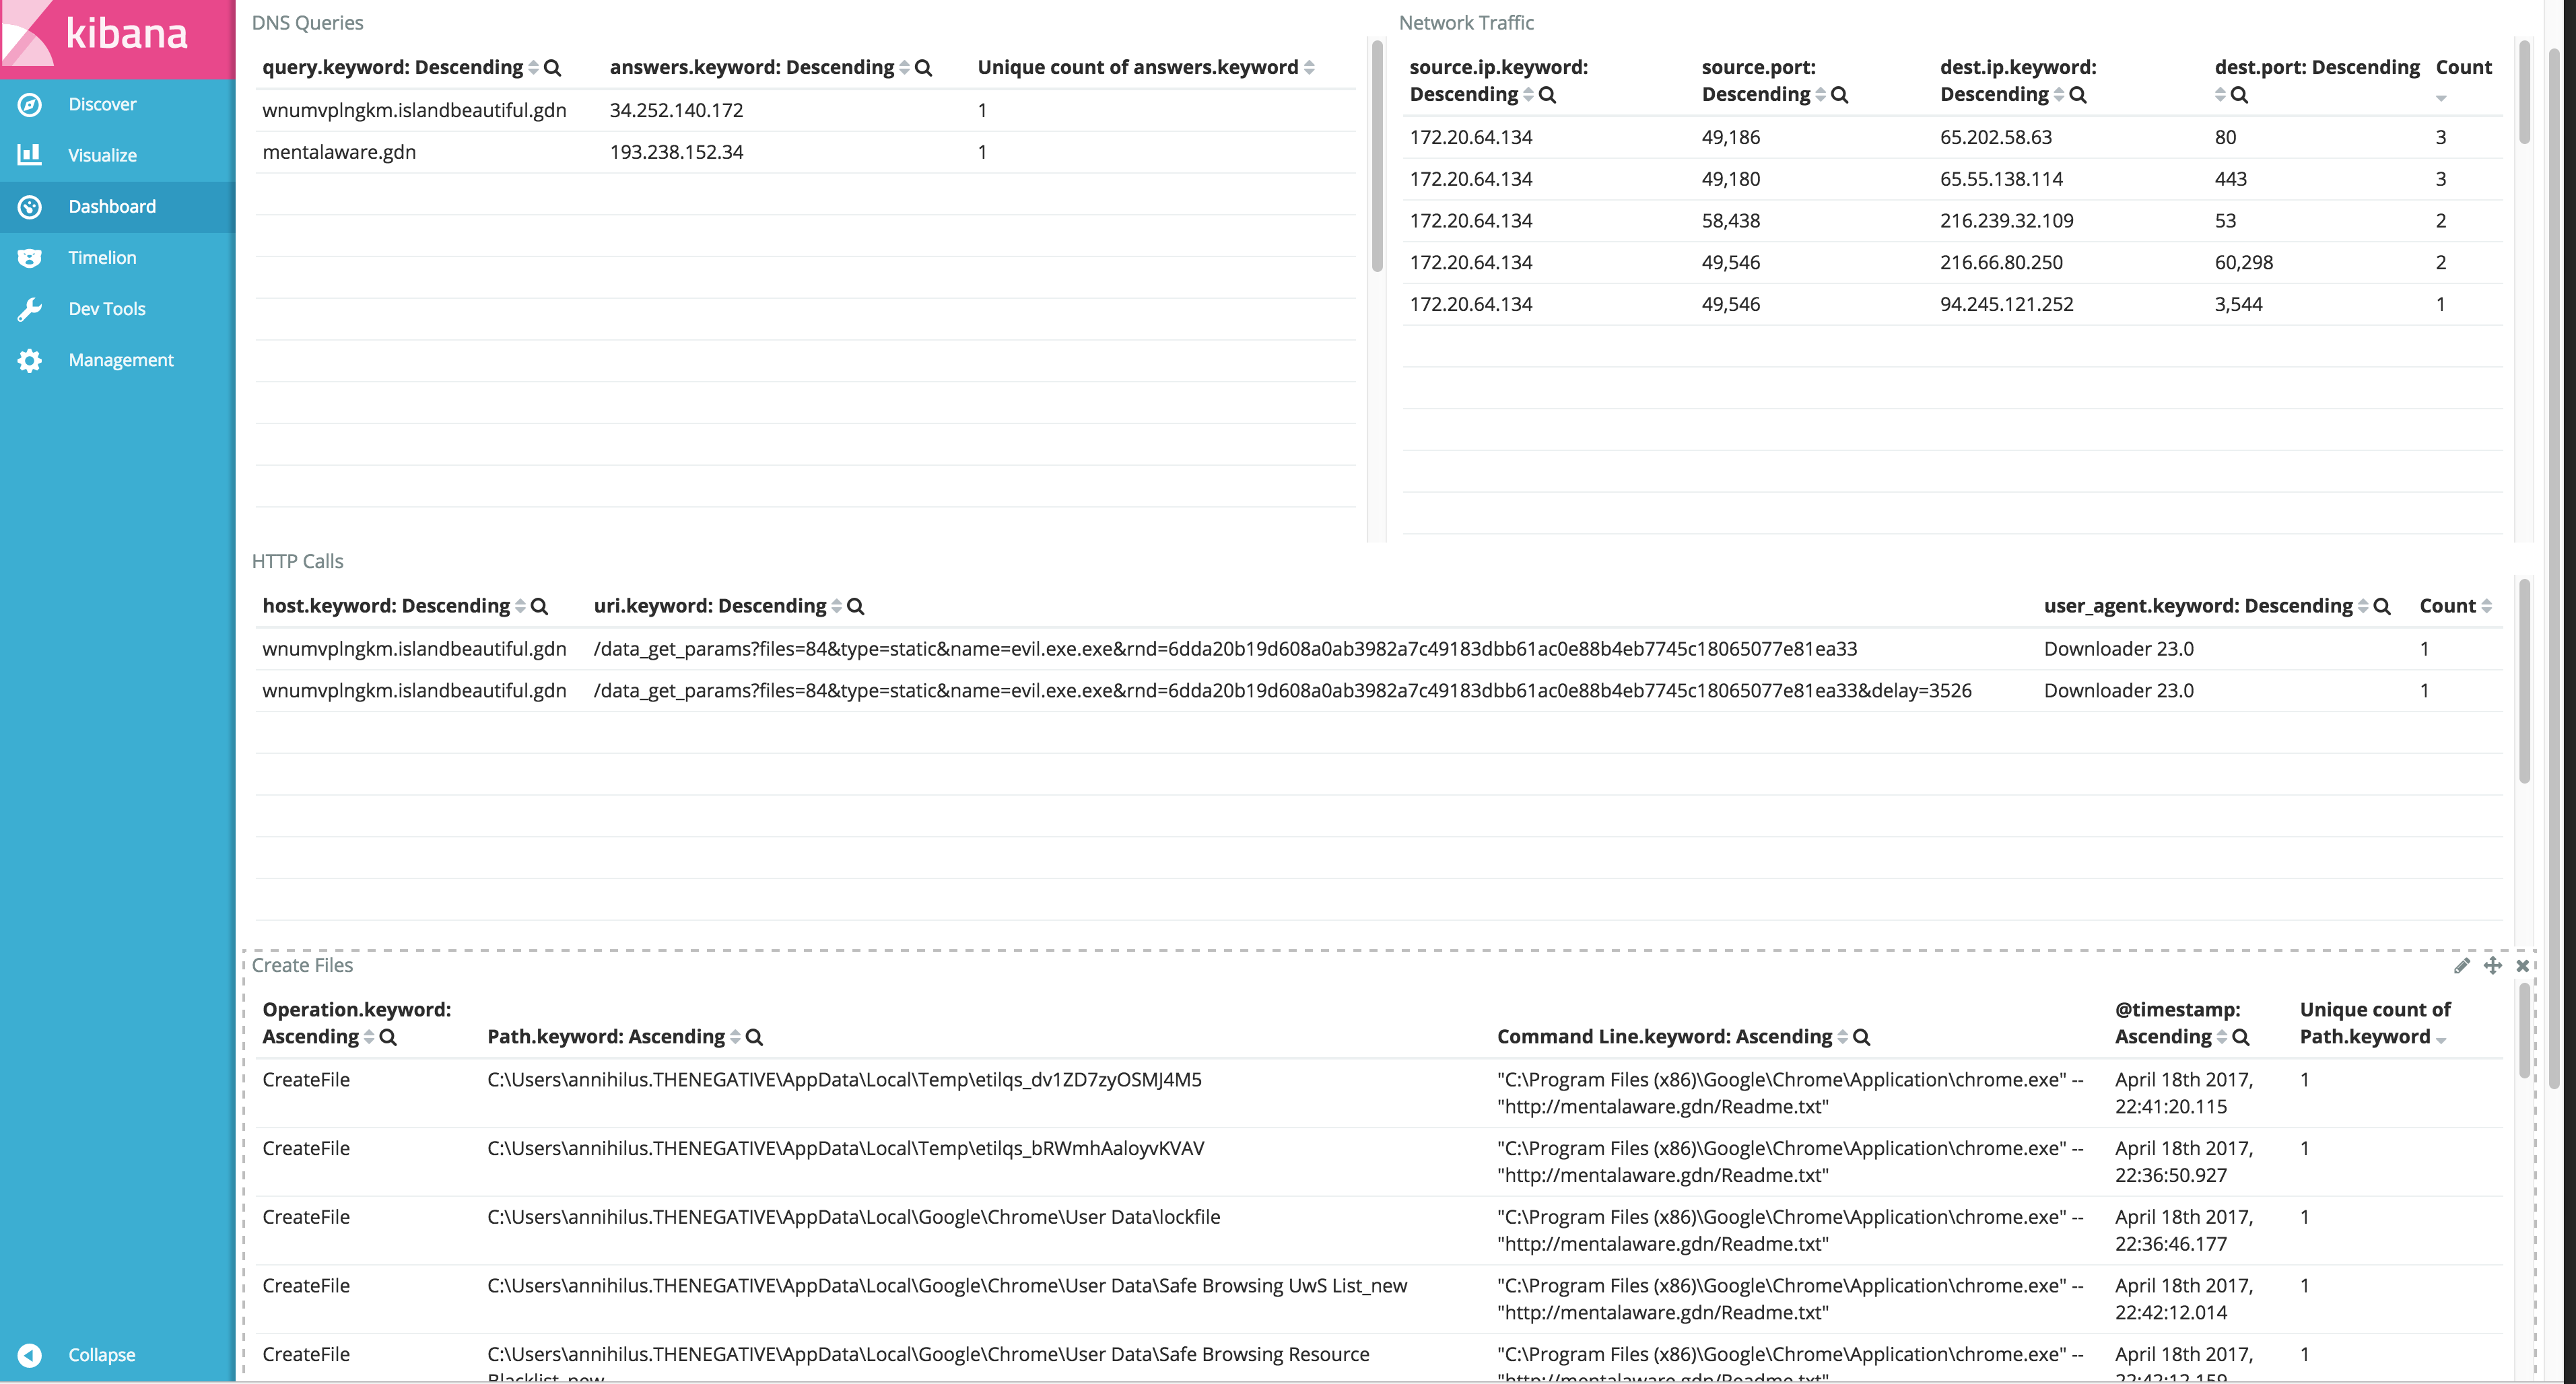 kibana
Discover
Visualize
Dashboard
Timelion
Dev Tools
Management
Collapse
DNS Queries
query.keyword: Descending answers.keyword: Descending Unique count of answers.keyword
wnumvplngkm.islandbeautiful.gdn 34.252.140.172 1
mentalaware.gdn 193.238.152.34 1
Network Traffic
source.ip.keyword: source.port: dest.ip.keyword: dest.port: Descending Count
Descending Descending Descending
172.20.64.134 49,186 65.202.58.63 80 3
172.20.64.134 49,180 65.55.138.114 443 3
172.20.64.134 58,438 216.239.32.109 53 2
172.20.64.134 49,546 216.66.80.250 60,298 2
172.20.64.134 49,546 94.245.121.252 3,544 1
HTTP Calls
host.keyword: Descending uri.keyword: Descending user_agent.keyword: Descending Count
wnumvplngkm.islandbeautiful.gdn /data_get_params?files=84&type=static&name=evil.exe.exe&rnd=6dda20b19d608a0ab3982a7c49183dbb61ac0e88b4eb7745c18065077e81ea33 Downloader 23.0 1
wnumvplngkm.islandbeautiful.gdn /data_get_params?files=84&type=static&name=evil.exe.exe&rnd=6dda20b19d608a0ab3982a7c49183dbb61ac0e88b4eb7745c18065077e81ea33&delay=3526 Downloader 23.0 1
Create Files
Operation.keyword: @timestamp: Unique count of
Ascending Path.keyword: Ascending Command Line.keyword: Ascending Ascending Path.keyword
CreateFile C:\Users\annihilus.THENEGATIVE\AppData\Local\Temp\etilqs_dv1ZD7zyOSMJ4M5 "C:\Program Files (x86)\Google\Chrome\Application\chrome.exe" -- April 18th 2017, 1
"http://mentalaware.gdn/Readme.txt" 22:41:20.115
CreateFile C:\Users\annihilus.THENEGATIVE\AppData\Local\Temp\etilqs_bRWmhAaloyvKVAV "C:\Program Files (x86)\Google\Chrome\Application\chrome.exe" -- April 18th 2017, 1
"http://mentalaware.gdn/Readme.txt" 22:36:50.927
CreateFile C:\Users\annihilus.THENEGATIVE\AppData\Local\Google\Chrome\User Data\lockfile "C:\Program Files (x86)\Google\Chrome\Application\chrome.exe" -- April 18th 2017, 1
"http://mentalaware.gdn/Readme.txt" 22:36:46.177
CreateFile C:\Users\annihilus.THENEGATIVE\AppData\Local\Google\Chrome\User Data\Safe Browsing UwS List_new "C:\Program Files (x86)\Google\Chrome\Application\chrome.exe" -- April 18th 2017, 1
"http://mentalaware.gdn/Readme.txt" 22:42:12.014
CreateFile C:\Users\annihilus.THENEGATIVE\AppData\Local\Google\Chrome\User Data\Safe Browsing Resource "C:\Program Files (x86)\Google\Chrome\Application\chrome.exe" -- April 18th 2017, 1
Blacklist_new "http://mentalaware.gdn/Readme.txt" 22:42:12.159